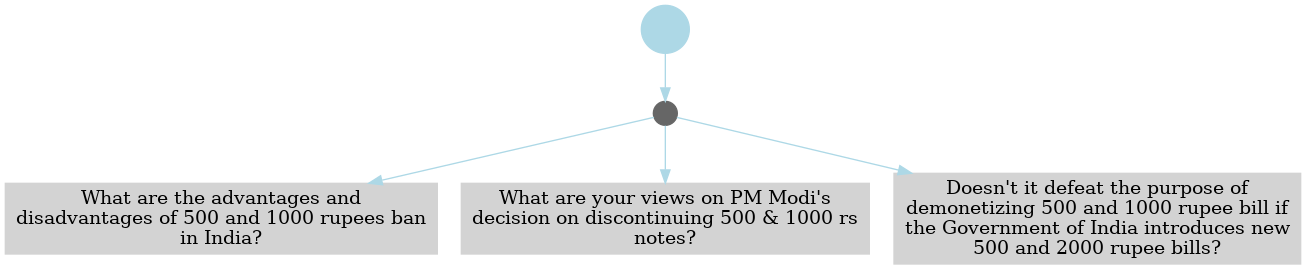 What are the advantages and
disadvantages of 500 and 1000 rupees ban
in India?
What are your views on PM Modi's
decision on discontinuing 500 & 1000 rs
notes?
Doesn't it defeat the purpose of
demonetizing 500 and 1000 rupee bill if
the Government of India introduces new
500 and 2000 rupee bills?